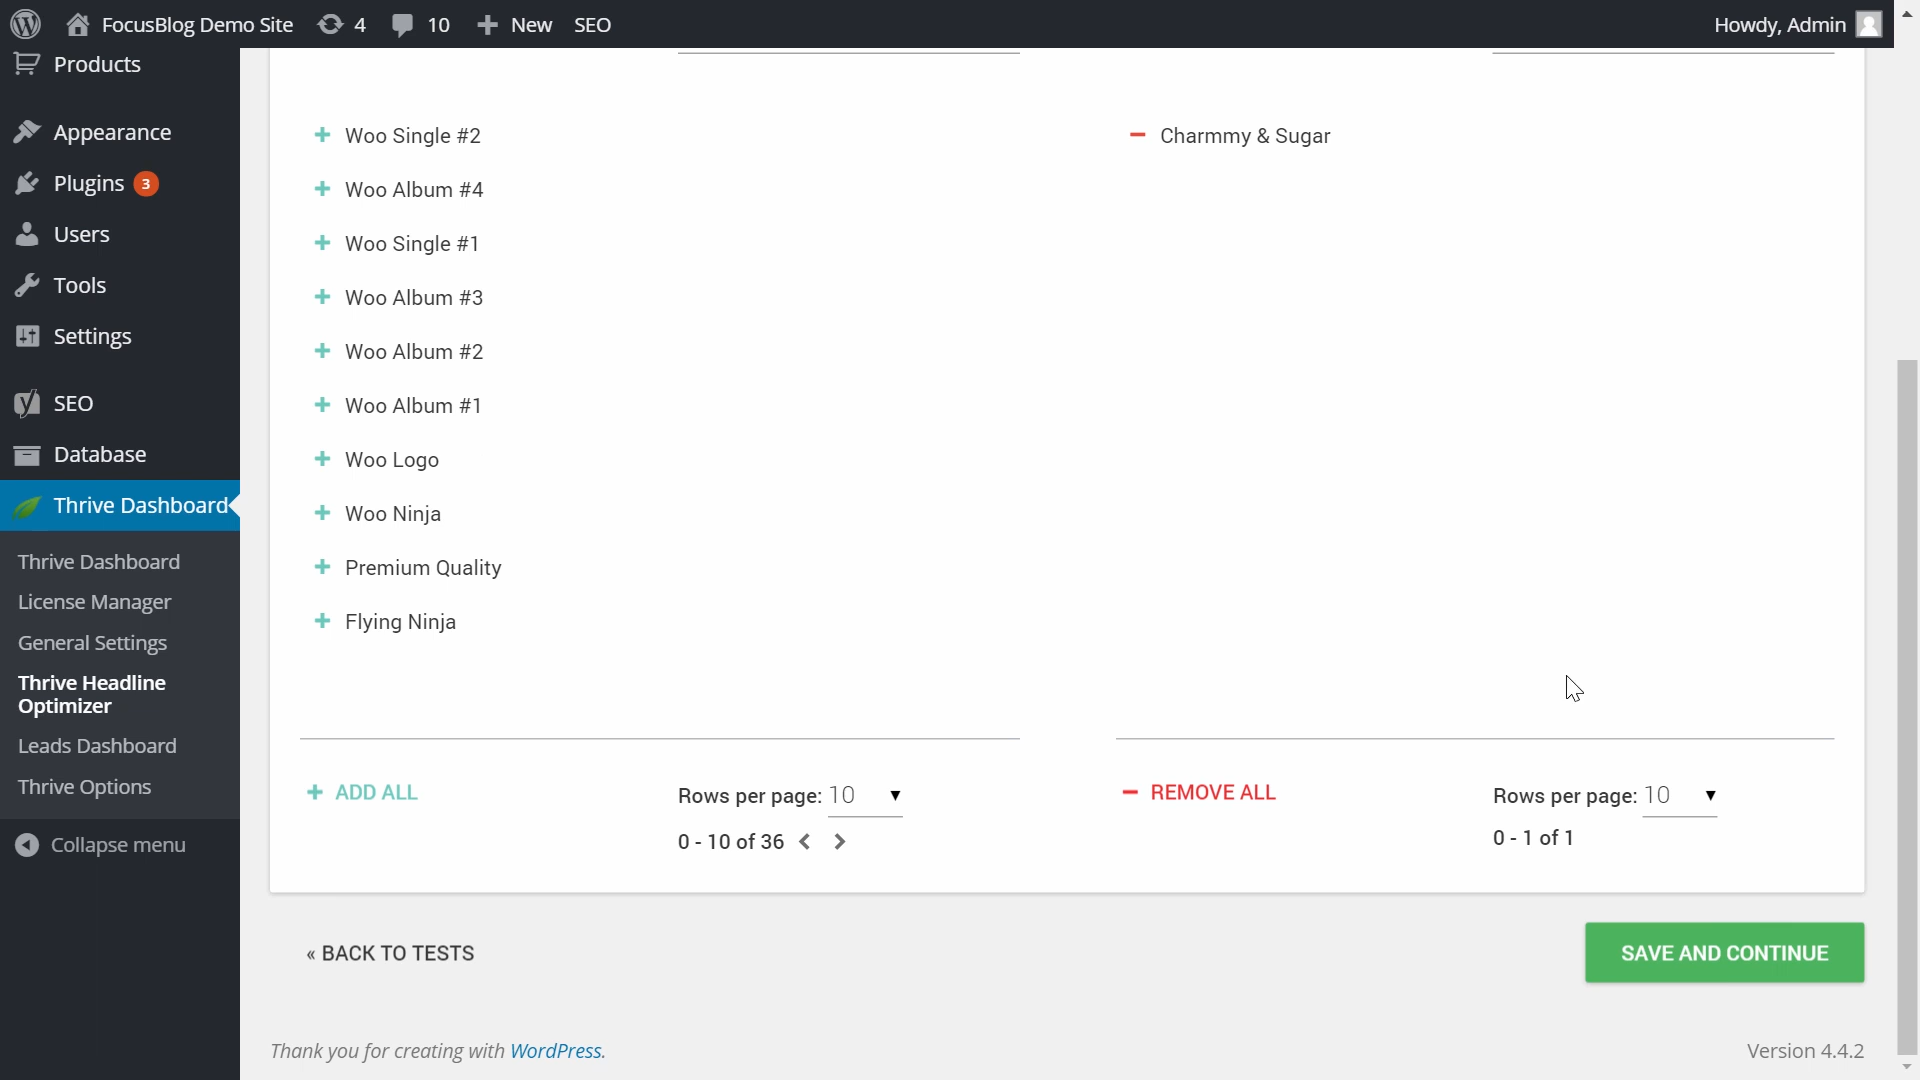 FocusBlog Demo Site 4 10 New SEO Howdy, Admin
Products
Appearance
Plugins 3
Users
Tools
Settings
SEO
Database
Thrive Dashboard
Thrive Dashboard
License Manager
General Settings
Thrive Headline
Optimizer
Leads Dashboard
Thrive Options
Collapse menu
+ Woo Single #2
+ Woo Album #4
+ Woo Single #1
+ Woo Album #3
+ Woo Album #2
+ Woo Album #1
+ Woo Logo
+ Woo Ninja
+ Premium Quality
+ Flying Ninja
+ ADD ALL
Rows per page: 10
0 - 10 of 36
− Charmmy & Sugar
− REMOVE ALL
Rows per page: 10
0 - 1 of 1
« BACK TO TESTS
SAVE AND CONTINUE
Thank you for creating with WordPress.
Version 4.4.2